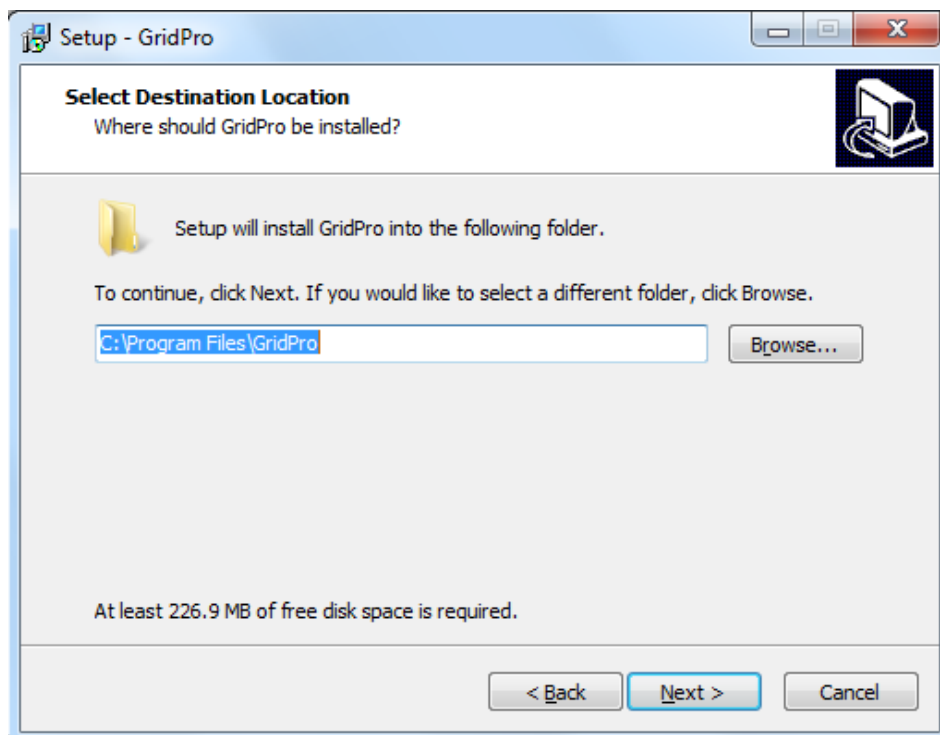 Setup - GridPro
Select Destination Location
Where should GridPro be installed?
Setup will install GridPro into the following folder.
To continue, click Next. If you would like to select a different folder, click Browse.
C:\Program Files\GridPro
Browse...
At least 226.9 MB of free disk space is required.
< Back
Next >
Cancel